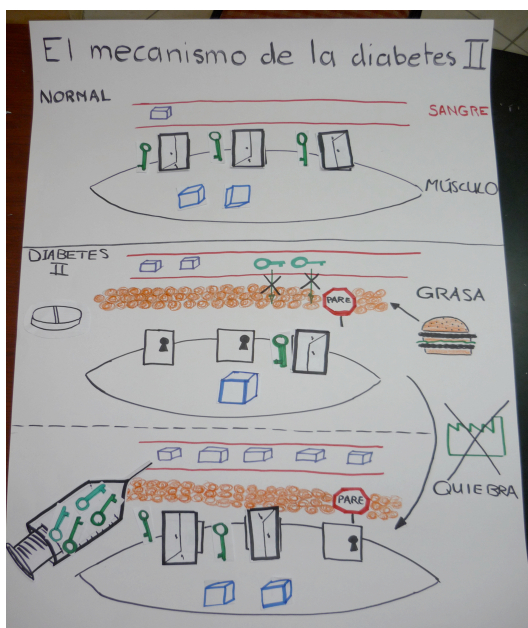 El mecanismo de la diabetes II
NORMAL
SANGRE
MÚSCULO
DIABETES
II
GRASA
PARE
QUIEBRA
PARE